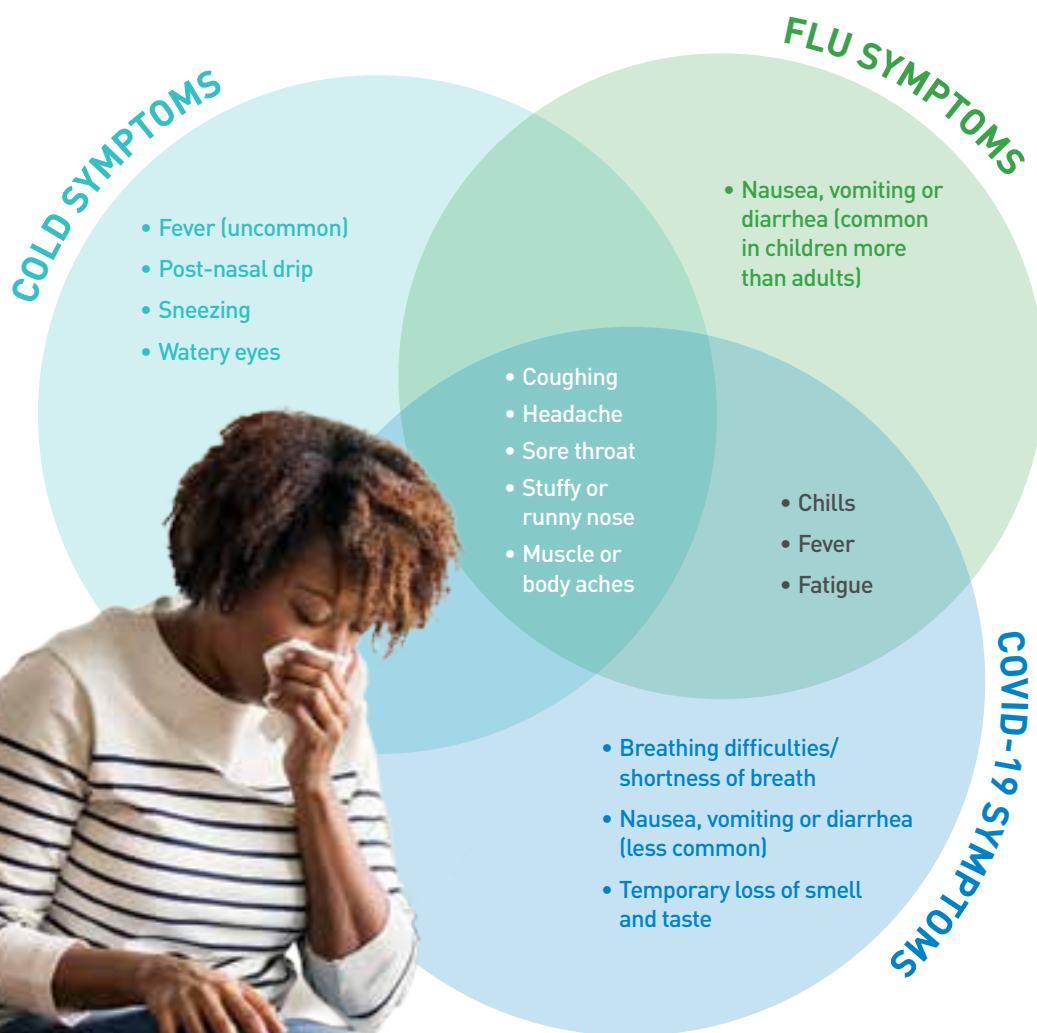 COLD SYMPTOMS
• Fever (uncommon)
• Post-nasal drip
• Sneezing
• Watery eyes
FLU SYMPTOMS
• Nausea, vomiting or
diarrhea (common
in children more
than adults)
• Coughing
• Headache
• Sore throat
• Stuffy or
runny nose
• Muscle or
body aches
• Chills
• Fever
• Fatigue
COVID-19 SYMPTOMS
• Breathing difficulties/
shortness of breath
• Nausea, vomiting or diarrhea
(less common)
• Temporary loss of smell
and taste